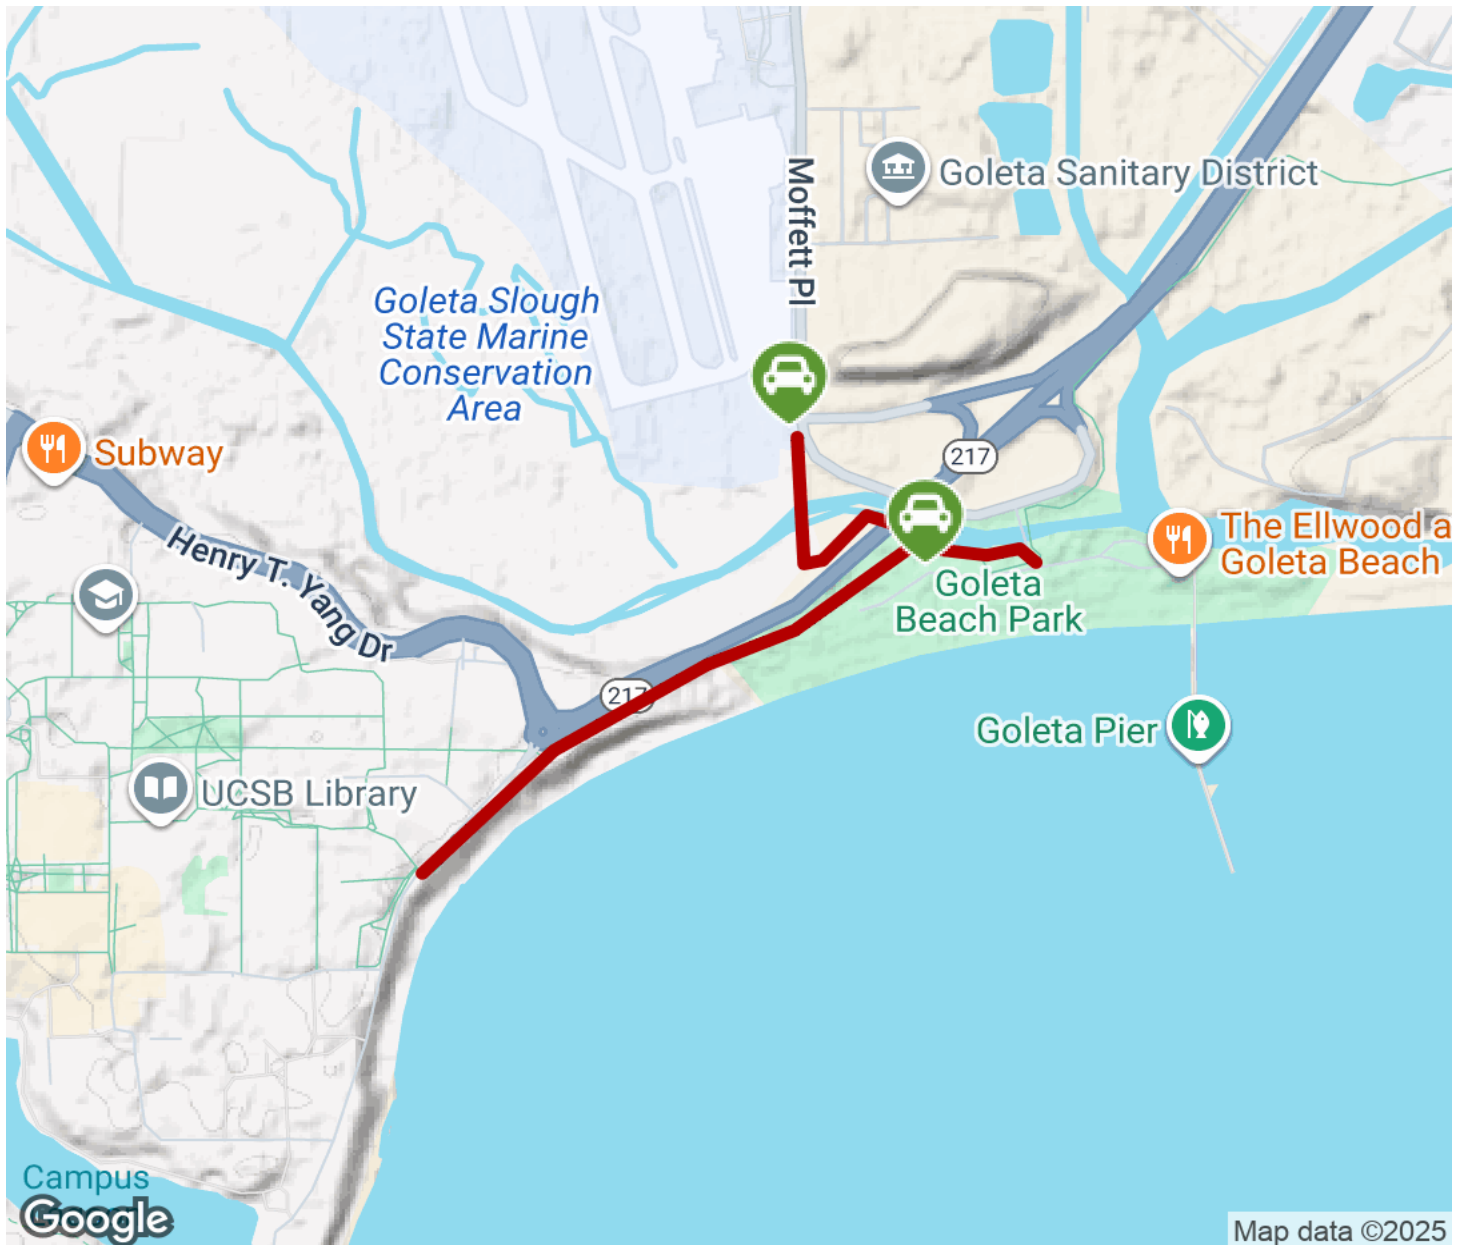 Moffett Pl
Goleta Sanitary District
Goleta Slough
State Marine
Conservation
Area
Subway
217
Henry T. Yang Dr
The Ellwood a
Goleta Beach
Goleta
Beach Park
217
Goleta Pier
UCSB Library
Campus
Google
Map data ©2025